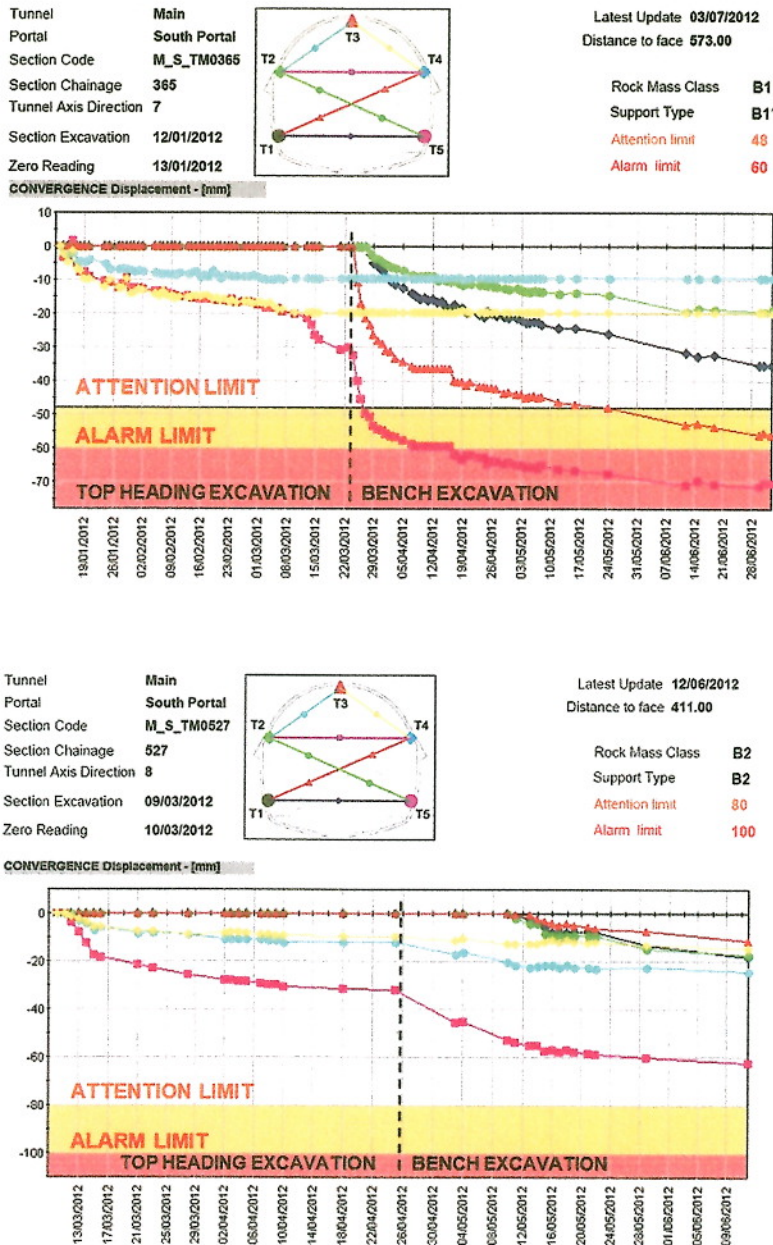 Tunnel Main
Portal South Portal
Section Code M_S_TM0365
Section Chainage 365
Tunnel Axis Direction 7
Section Excavation 12/01/2012
Zero Reading 13/01/2012
T3
T2 T4
T1 T5
Latest Update 03/07/2012
Distance to face 573.00
Rock Mass Class B1
Support Type
Attention limit 48
Alarm limit 60
CONVERGENCE Displacement - [mm]
10
0
-10
-20
-30
-40
-50
-60
-70
ATTENTION LIMIT
ALARM LIMIT
TOP HEADING EXCAVATION BENCH EXCAVATION
19/01/2012 26/01/2012 02/02/2012 09/02/2012 16/02/2012 23/02/2012 01/03/2012 08/03/2012 15/03/2012 22/03/2012 29/03/2012 06/04/2012 12/04/2012 19/04/2012 26/04/2012 03/05/2012 10/05/2012 17/05/2012 24/05/2012 31/05/2012 07/06/2012 14/06/2012 21/06/2012 28/06/2012
Tunnel Main
Portal South Portal
Section Code M_S_TM0527
Section Chainage 527
Tunnel Axis Direction 8
Section Excavation 09/03/2012
Zero Reading 10/03/2012
T3
T2 T4
T1 T5
Latest Update 12/06/2012
Distance to face 411.00
Rock Mass Class B2
Support Type B2
Attention limit 80
Alarm limit 100
CONVERGENCE Displacement - [mm]
0
-20
-40
-60
-80
-100
ATTENTION LIMIT
ALARM LIMIT
TOP HEADING EXCAVATION BENCH EXCAVATION
13/03/2012 17/03/2012 21/03/2012 25/03/2012 29/03/2012 02/04/2012 06/04/2012 10/04/2012 14/04/2012 18/04/2012 22/04/2012 26/04/2012 30/04/2012 04/05/2012 08/05/2012 12/05/2012 16/05/2012 20/05/2012 24/05/2012 28/05/2012 01/06/2012 05/06/2012 09/06/2012